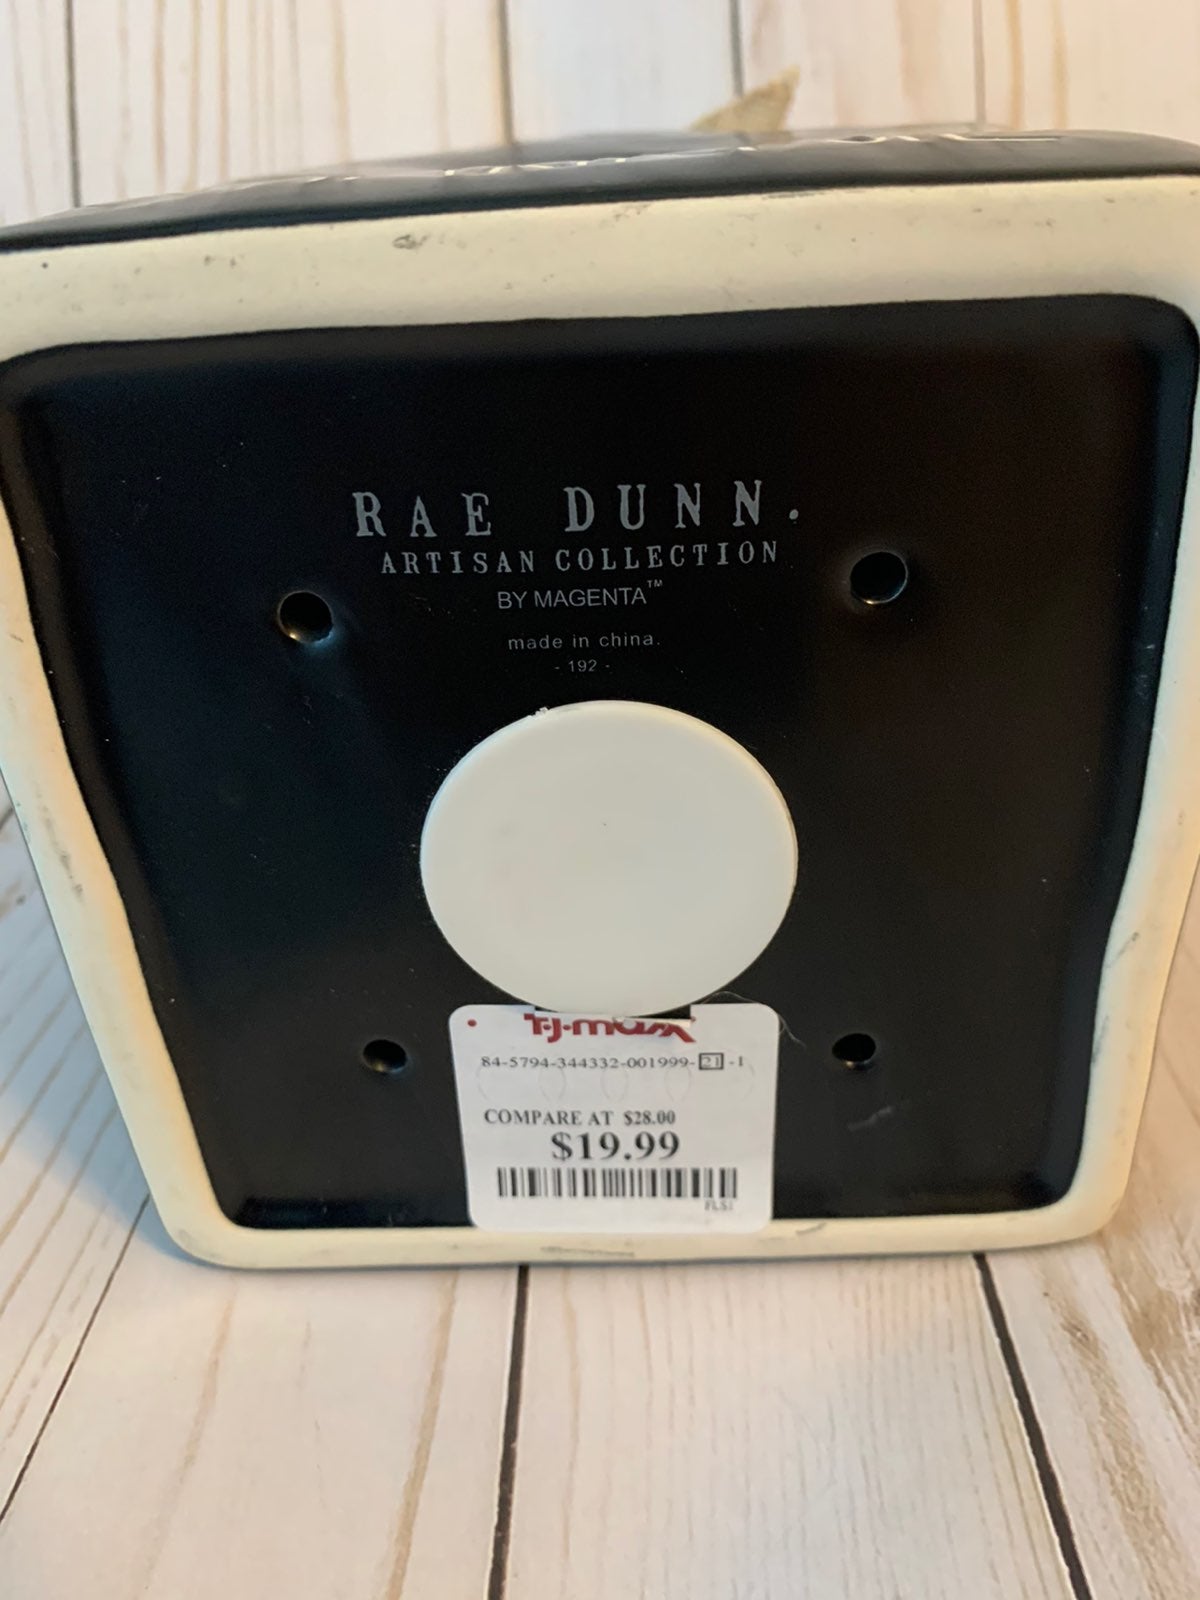 RAE DUNN.
ARTISAN COLLECTION
BY MAGENTA™
made in china.
- 192 -
T·J·maxx
84-5794-344332-001999-21-1
COMPARE AT $28.00
$19.99
FLS1